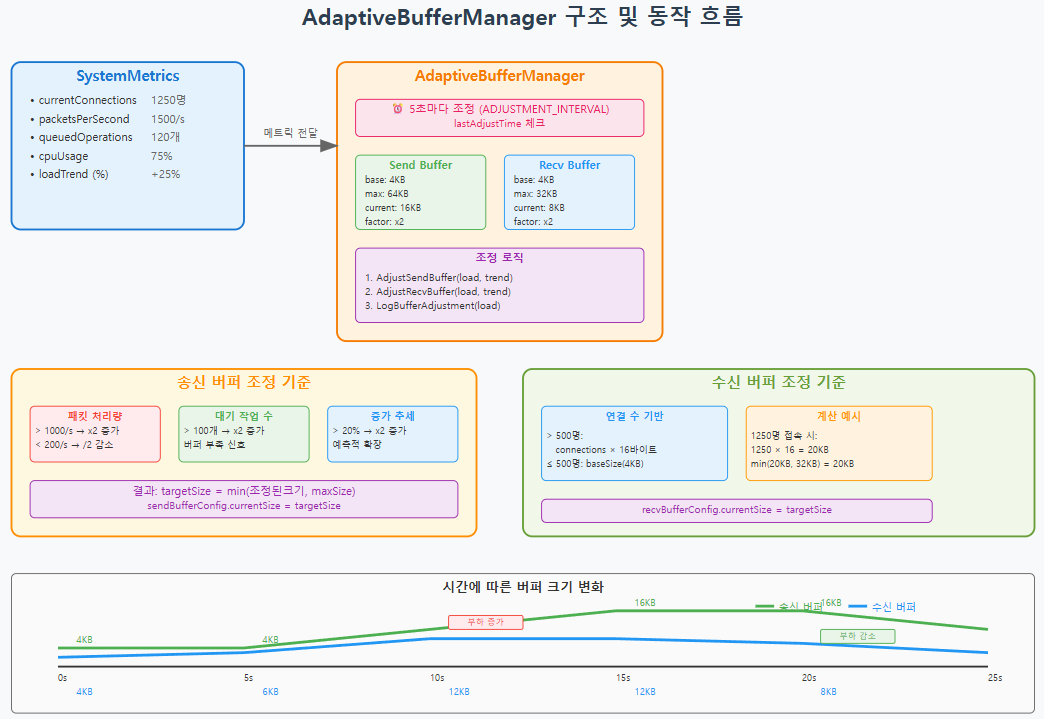 AdaptiveBufferManager 구조 및 동작 흐름
SystemMetrics
• currentConnections 1250명
• packetsPerSecond 1500/s
• queuedOperations 120개
• cpuUsage 75%
• loadTrend (%) +25%
메트릭 전달
AdaptiveBufferManager
⏰ 5초마다 조정 (ADJUSTMENT_INTERVAL)
lastAdjustTime 체크
Send Buffer
base: 4KB
max: 64KB
current: 16KB
factor: x2
Recv Buffer
base: 4KB
max: 32KB
current: 8KB
factor: x2
조정 로직
1. AdjustSendBuffer(load, trend)
2. AdjustRecvBuffer(load, trend)
3. LogBufferAdjustment(load)
송신 버퍼 조정 기준
패킷 처리량
> 1000/s → x2 증가
< 200/s → /2 감소
대기 작업 수
> 100개 → x2 증가
버퍼 부족 신호
증가 추세
> 20% → x2 증가
예측적 확장
결과: targetSize = min(조정된크기, maxSize)
sendBufferConfig.currentSize = targetSize
수신 버퍼 조정 기준
연결 수 기반
> 500명:
connections × 16바이트
≤ 500명: baseSize(4KB)
계산 예시
1250명 접속 시:
1250 × 16 = 20KB
min(20KB, 32KB) = 20KB
recvBufferConfig.currentSize = targetSize
시간에 따른 버퍼 크기 변화
송신 버퍼
수신 버퍼
4KB
4KB
16KB
16KB
부하 증가
부하 감소
0s 5s 10s 15s 20s 25s
4KB 6KB 12KB 12KB 8KB